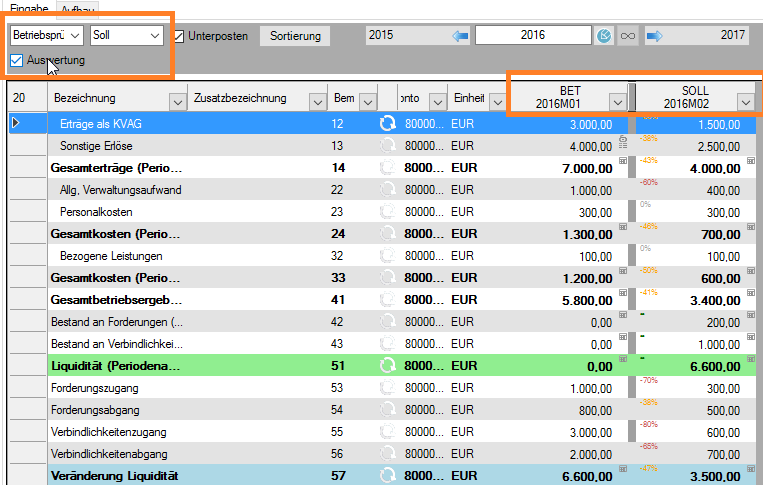 Eingabe Aufbau
Betriebsprü Soll Unterposten Sortierung 2015 2016 2017
Auswertung
20 Bezeichnung Zusatzbezeichnung Bem onto Einheit BET 2016M01 SOLL 2016M02
Erträge als KVAG 12 80000... EUR 3.000,00 1.500,00
Sonstige Erlöse 13 80000... EUR 4.000,00 -38% 2.500,00
Gesamterträge (Perio... 14 8000... EUR 7.000,00 -43% 4.000,00
Allg, Verwaltungsaufwand 22 80000... EUR 1.000,00 -60% 400,00
Personalkosten 23 80000... EUR 300,00 0% 300,00
Gesamtkosten (Perio... 24 8000... EUR 1.300,00 -46% 700,00
Bezogene Leistungen 32 80000... EUR 100,00 0% 100,00
Gesamtkosten (Perio... 33 8000... EUR 1.200,00 -50% 600,00
Gesamtbetriebsergeb... 41 8000... EUR 5.800,00 -41% 3.400,00
Bestand an Forderungen (... 42 80000... EUR 0,00 200,00
Bestand an Verbindlichkei... 43 80000... EUR 0,00 1.000,00
Liquidität (Periodena... 51 8000... EUR 0,00 6.600,00
Forderungszugang 53 80000... EUR 1.000,00 -70% 300,00
Forderungsabgang 54 80000... EUR 800,00 -38% 500,00
Verbindlichkeitenzugang 55 80000... EUR 3.000,00 -80% 600,00
Verbindlichkeitenabgang 56 80000... EUR 2.000,00 -65% 700,00
Veränderung Liquidität 57 8000... EUR 6.600,00 -47% 3.500,00